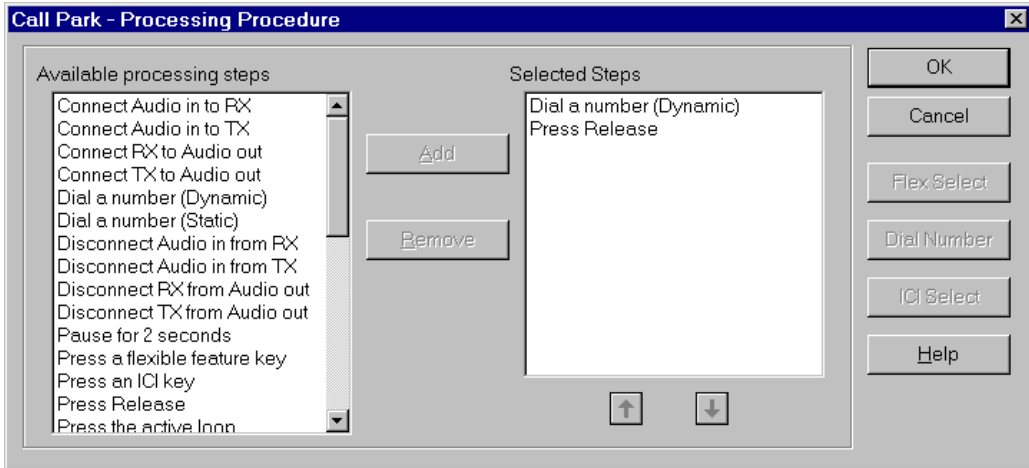 Call Park - Processing Procedure
Available processing steps
Connect Audio in to RX
Connect Audio in to TX
Connect RX to Audio out
Connect TX to Audio out
Dial a number (Dynamic)
Dial a number (Static)
Disconnect Audio in from RX
Disconnect Audio in from TX
Disconnect RX from Audio out
Disconnect TX from Audio out
Pause for 2 seconds
Press a flexible feature key
Press an ICI key
Press Release
Press the active loop
Add
Remove
Selected Steps
Dial a number (Dynamic)
Press Release
OK
Cancel
Flex Select
Dial Number
ICI Select
Help